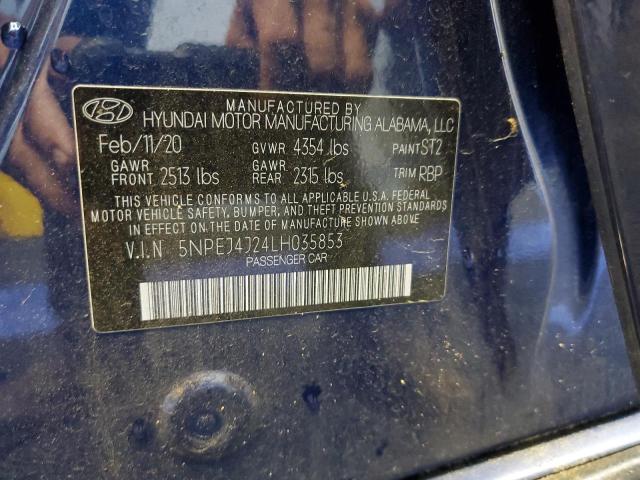 MANUFACTURED BY
HYUNDAI MOTOR MANUFACTURING ALABAMA, LLC
Feb/11/20 GVWR 4354 lbs PAINT ST2
GAWR FRONT 2513 lbs GAWR REAR 2315 lbs TRIM RBP
THIS VEHICLE CONFORMS TO ALL APPLICABLE U.S.A. FEDERAL
MOTOR VEHICLE SAFETY, BUMPER, AND THEFT PREVENTION STANDARDS
IN EFFECT ON THE DATE OF MANUFACTURE SHOWN ABOVE.
V.I.N 5NPE74J24LH035853
PASSENGER CAR